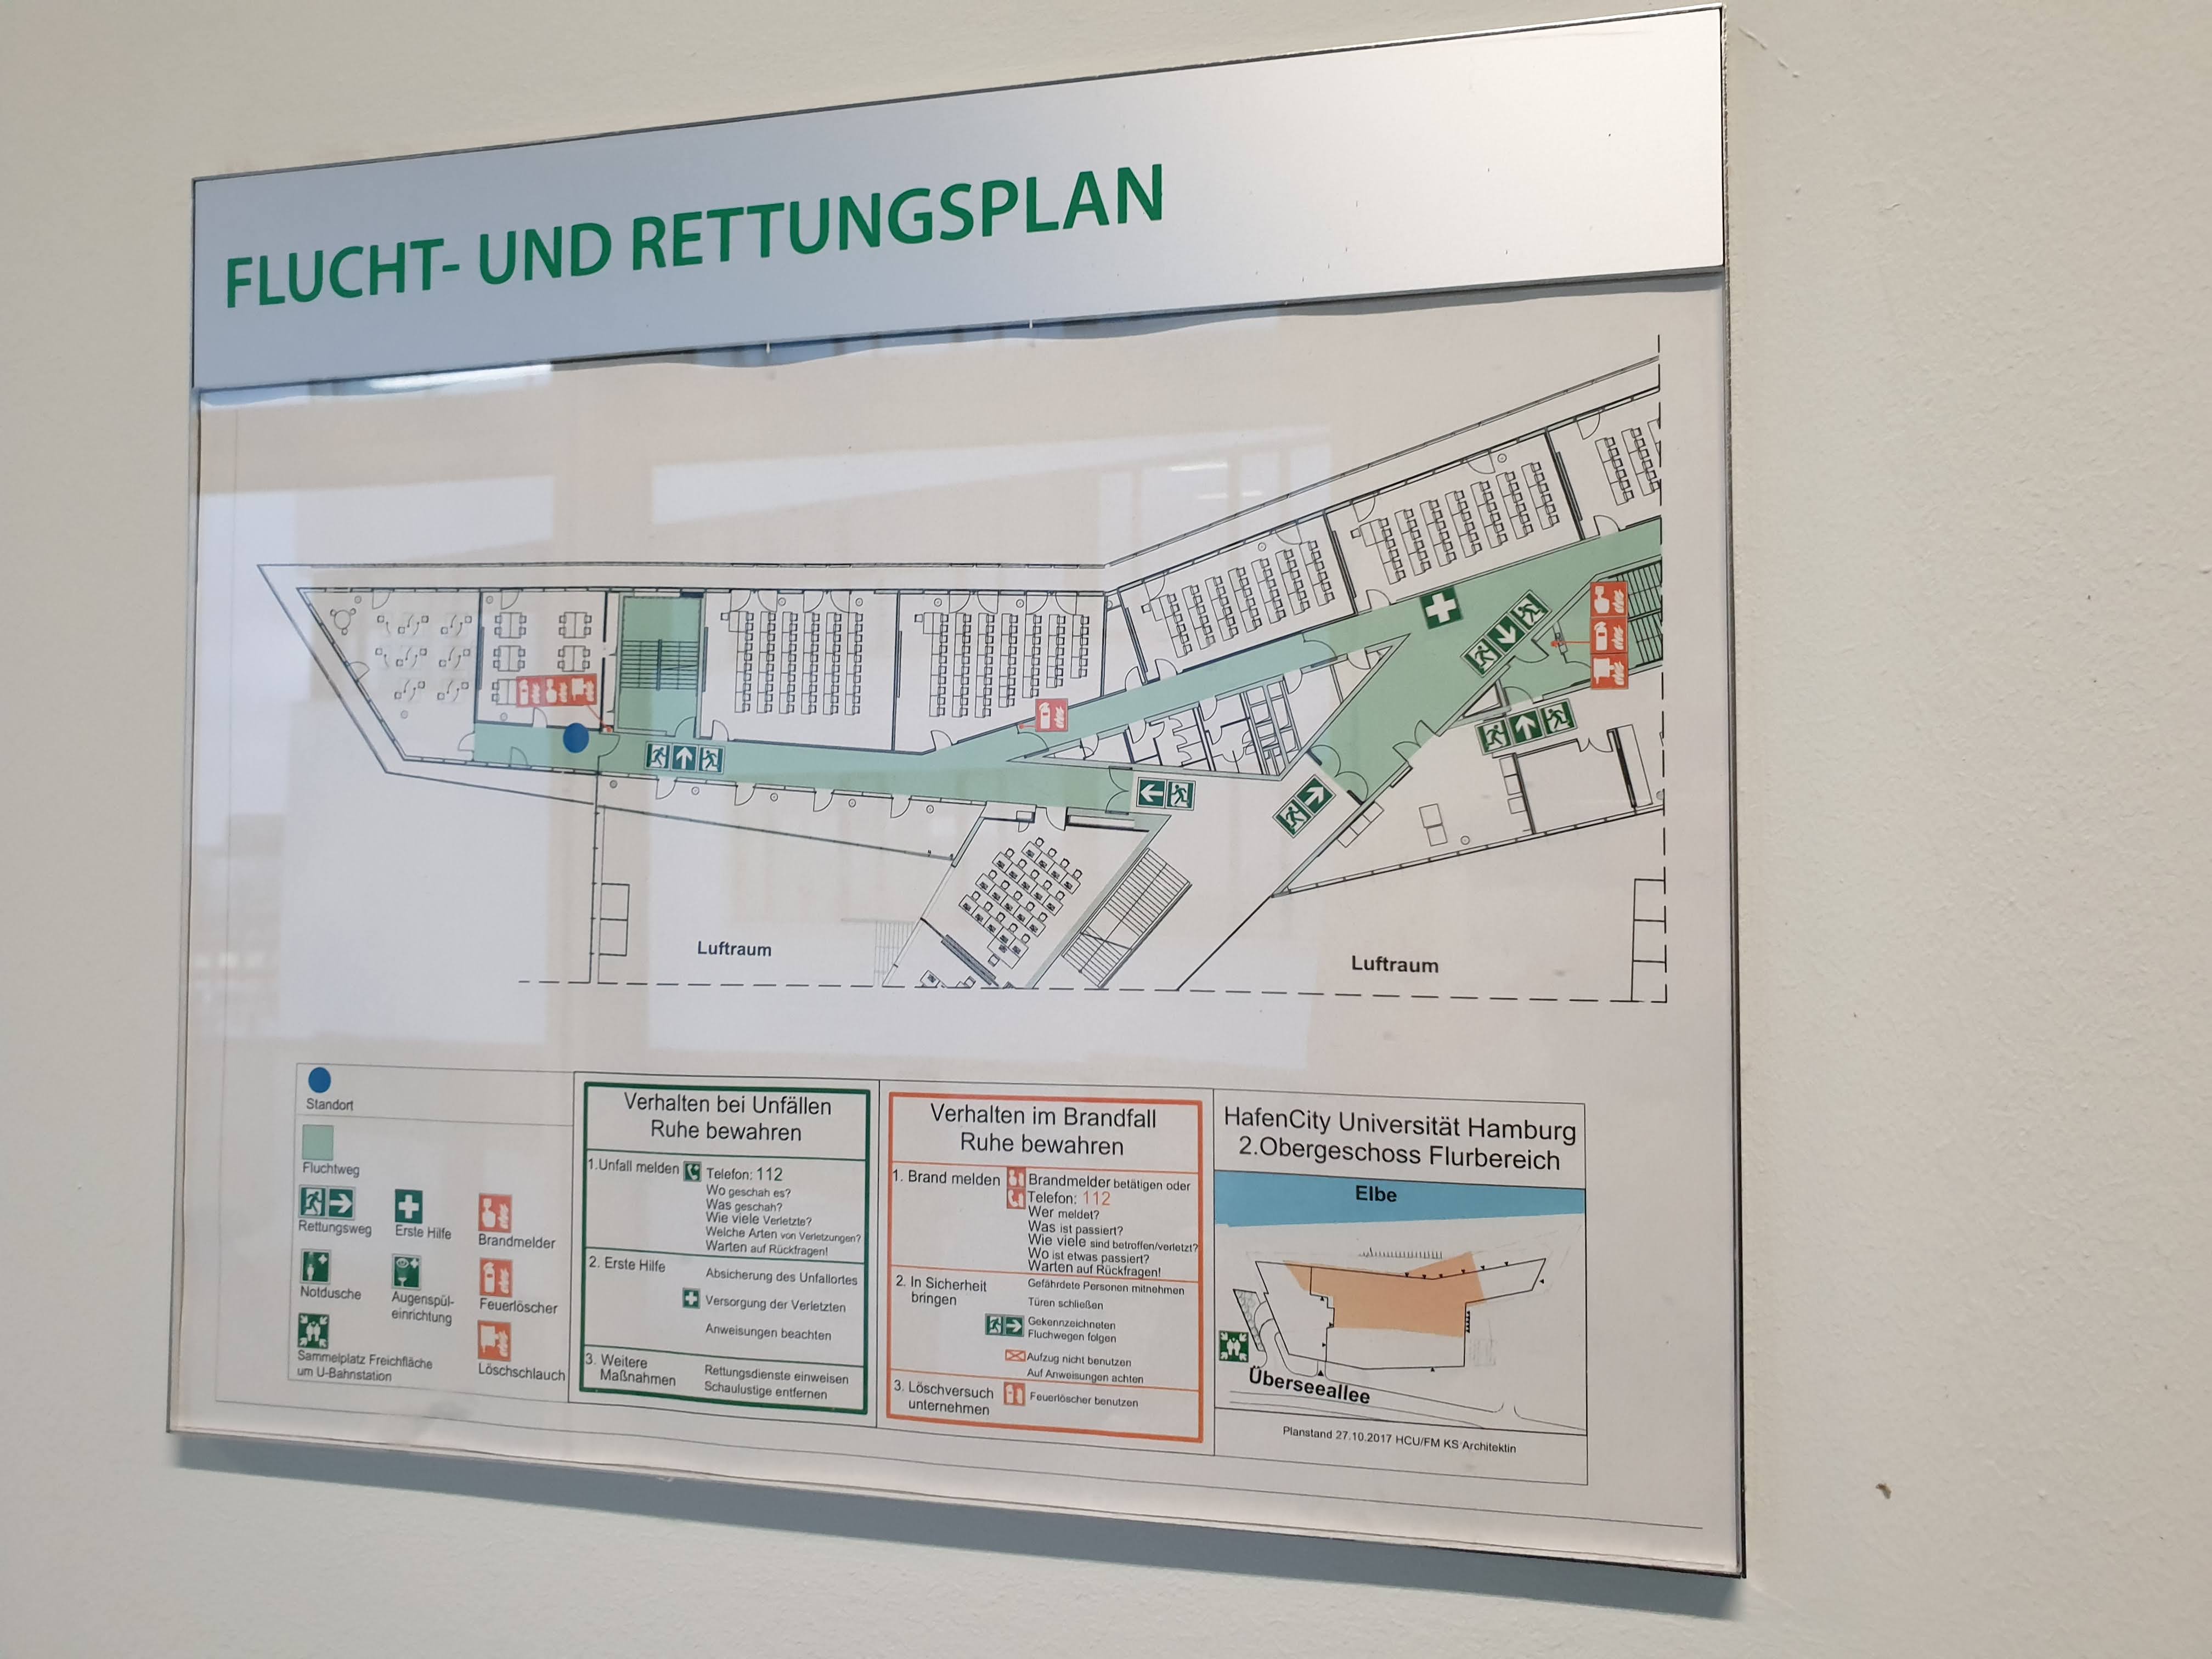 FLUCHT- UND RETTUNGSPLAN
Luftraum
Luftraum
Standort
Fluchtweg
Rettungsweg
Erste Hilfe
Brandmelder
Notdusche
Augenspül-
einrichtung
Feuerlöscher
Sammelplatz Freichfläche
um U-Bahnstation
Löschschlauch
Verhalten bei Unfällen
Ruhe bewahren
1.Unfall melden Telefon: 112
Wo geschah es?
Was geschah?
Wie viele Verletzte?
Welche Arten von Verletzungen?
Warten auf Rückfragen!
2. Erste Hilfe
Absicherung des Unfallortes
Versorgung der Verletzten
Anweisungen beachten
3. Weitere
Maßnahmen
Rettungsdienste einweisen
Schaulustige entfernen
Verhalten im Brandfall
Ruhe bewahren
1. Brand melden Brandmelder betätigen oder
Telefon: 112
Wer meldet?
Was ist passiert?
Wie viele sind betroffen/verletzt?
Wo ist etwas passiert?
Warten auf Rückfragen!
2. In Sicherheit
bringen
Gefährdete Personen mitnehmen
Türen schließen
Gekennzeichneten
Fluchwegen folgen
Aufzug nicht benutzen
Auf Anweisungen achten
3. Löschversuch
unternehmen
Feuerlöscher benutzen
HafenCity Universität Hamburg
2.Obergeschoss Flurbereich
Elbe
Überseeallee
Planstand 27.10.2017 HCU/FM KS Architektin